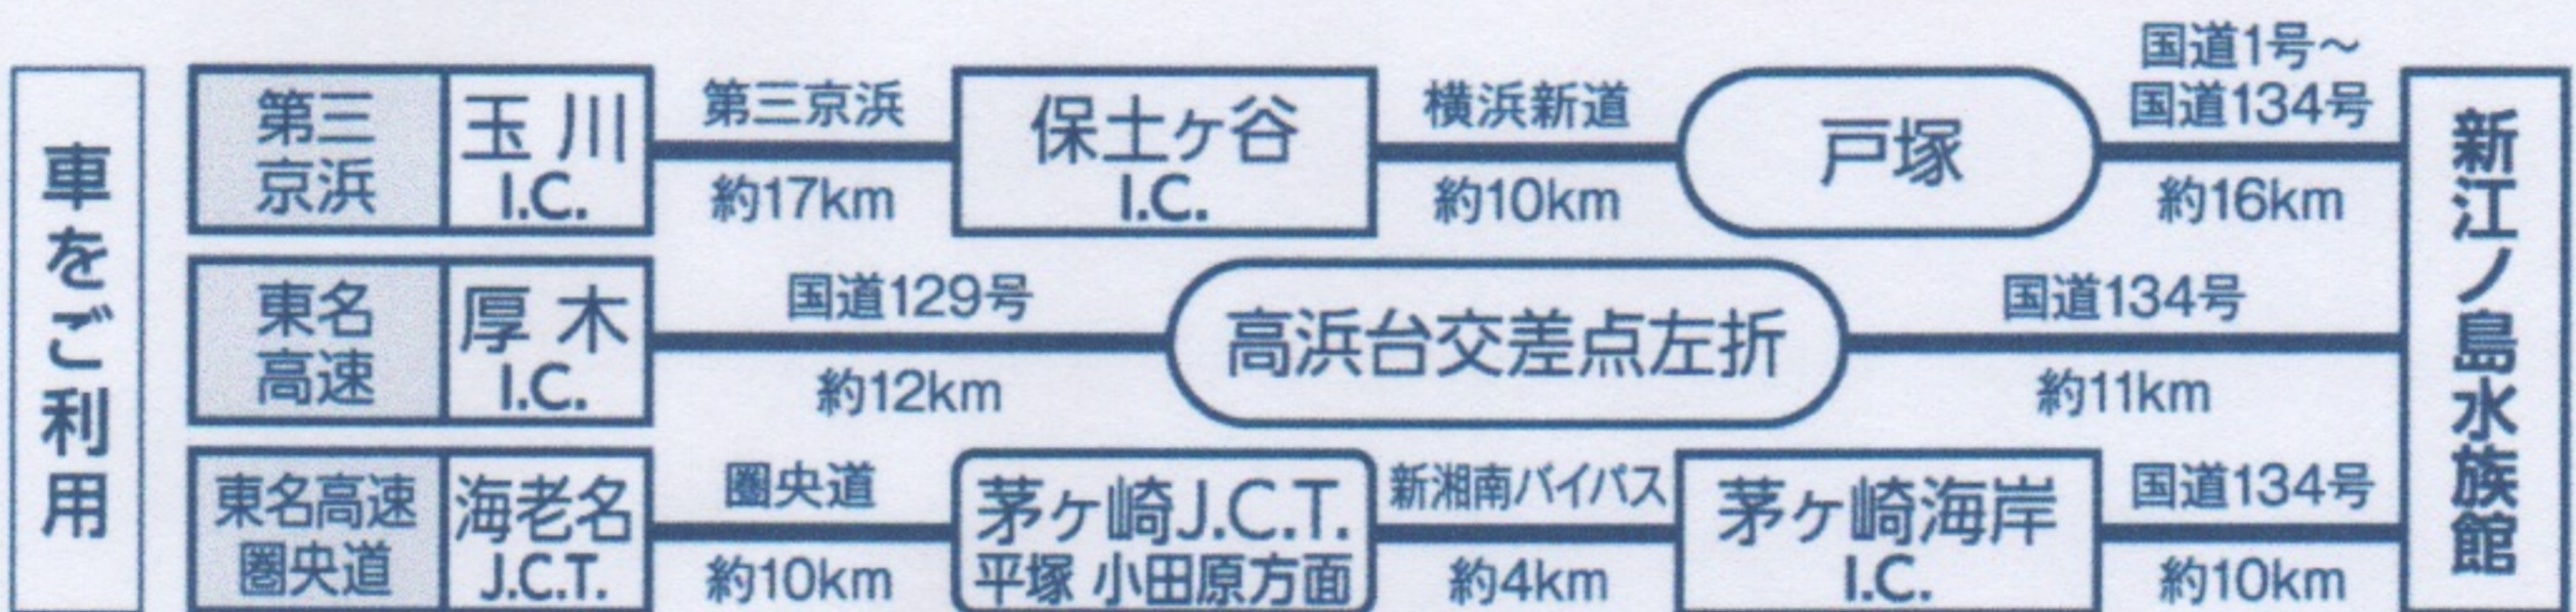 車をご利用
第三
京浜
玉川
I.C.
第三京浜
約17km
保土ヶ谷
I.C.
横浜新道
約10km
戸塚
国道1号～
国道134号
約16km
東名
高速
厚木
I.C.
国道129号
約12km
高浜台交差点左折
国道134号
約11km
東名高速
圏央道
海老名
J.C.T.
圏央道
約10km
茅ヶ崎J.C.T.
平塚 小田原方面
新湘南バイパス
約4km
茅ヶ崎海岸
I.C.
国道134号
約10km
新江ノ島水族館